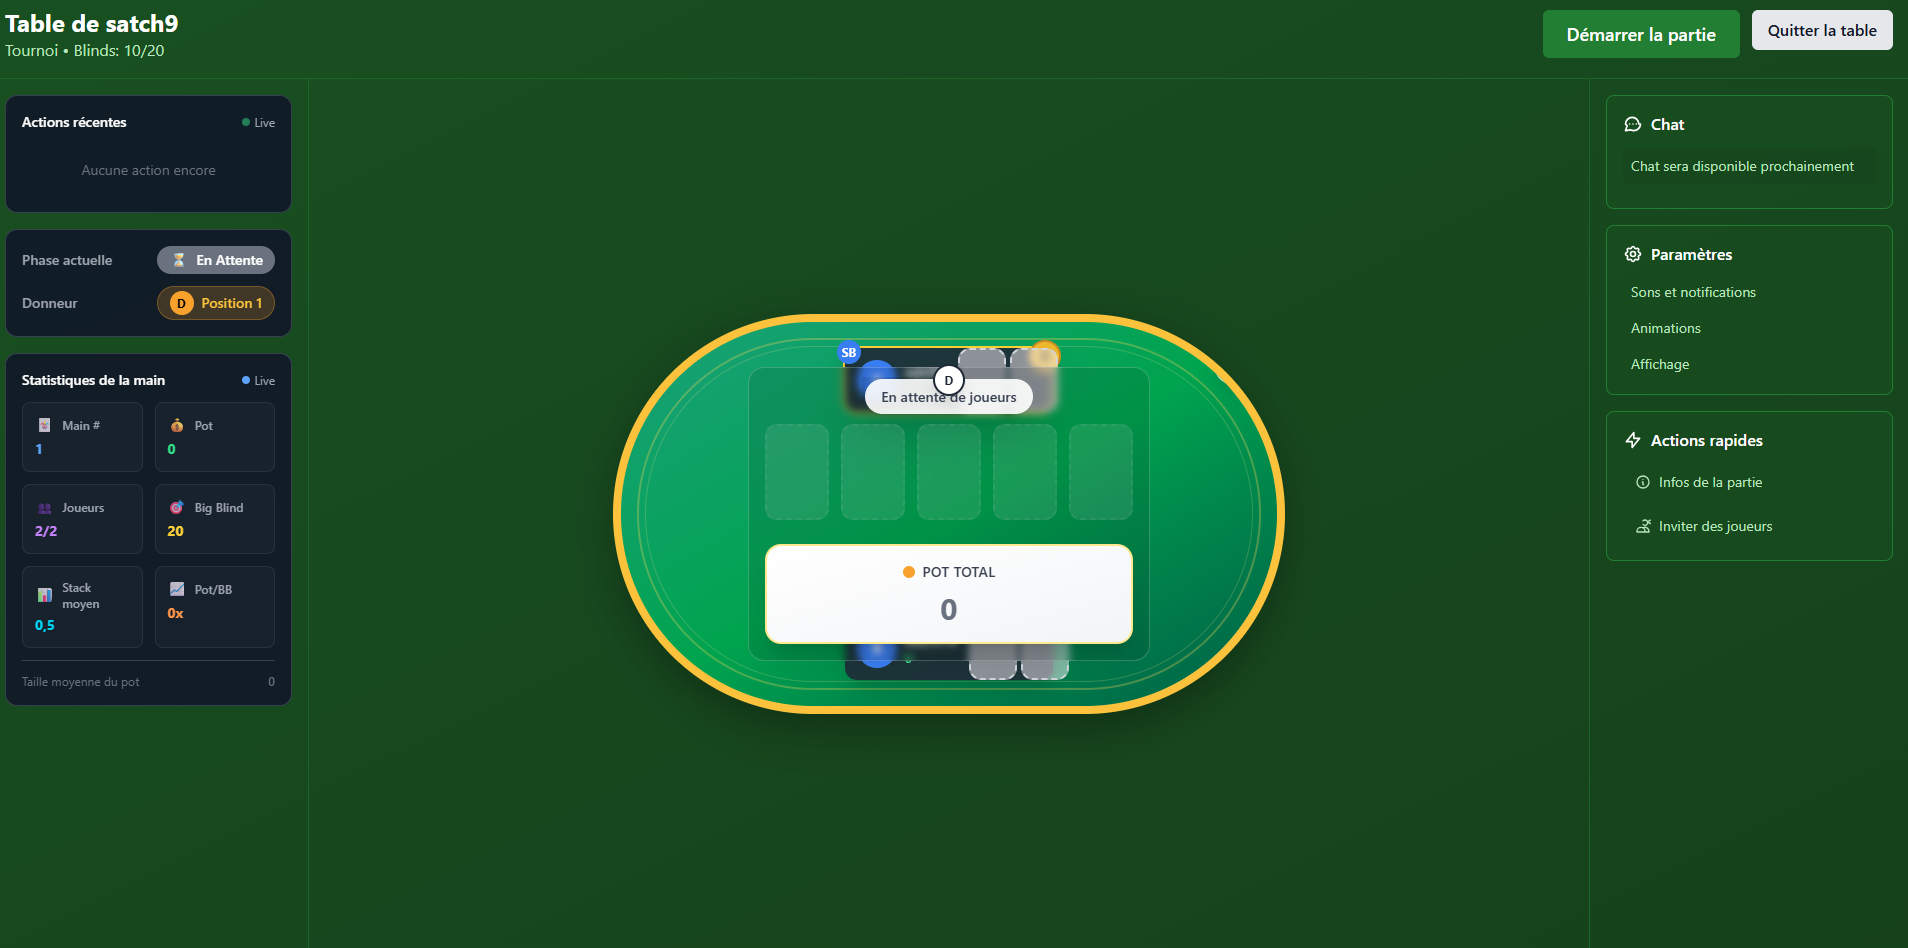 Table de satch9
Tournoi • Blinds: 10/20
Démarrer la partie
Quitter la table
Actions récentes
Live
Aucune action encore
Phase actuelle
En Attente
Donneur
D
Position 1
Statistiques de la main
Live
Main #
1
Pot
0
Joueurs
2/2
Big Blind
20
Stack
moyen
0,5
Pot/BB
0x
Taille moyenne du pot
0
SB
D
En attente de joueurs
POT TOTAL
0
Chat
Chat sera disponible prochainement
Paramètres
Sons et notifications
Animations
Affichage
Actions rapides
Infos de la partie
Inviter des joueurs